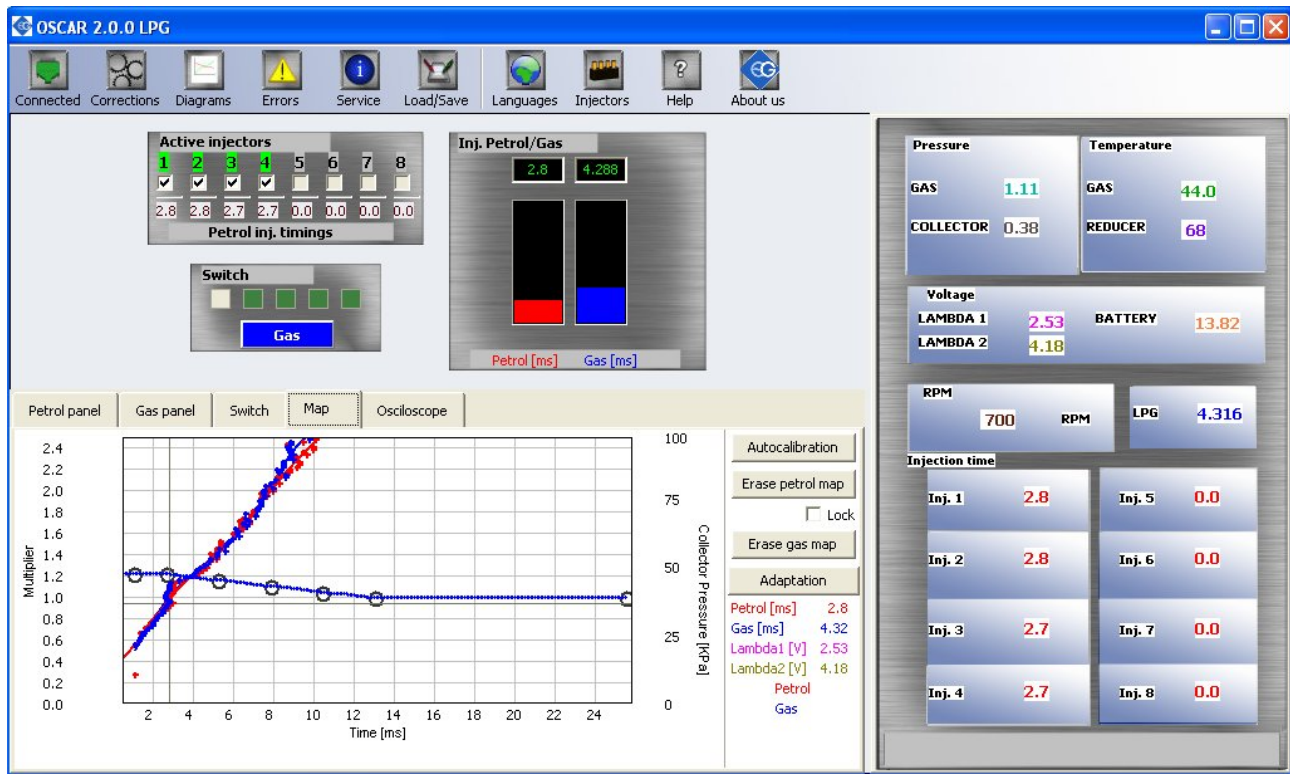 OSCAR 2.0.0 LPG
Connected Corrections Diagrams Errors Service Load/Save Languages Injectors Help About us
Active injectors
1 2 3 4 5 6 7 8
2.8 2.8 2.7 2.7 0.0 0.0 0.0 0.0
Petrol inj. timings
Switch
Gas
Inj. Petrol/Gas
2.8 4.288
Petrol [ms] Gas [ms]
Pressure
GAS 1.11
COLLECTOR 0.38
Temperature
GAS 44.0
REDUCER 68
Voltage
LAMBDA 1 2.53 BATTERY 13.82
LAMBDA 2 4.18
RPM
700 RPM
LPG 4.316
Injection time
Inj. 1 2.8 Inj. 5 0.0
Inj. 2 2.8 Inj. 6 0.0
Inj. 3 2.7 Inj. 7 0.0
Inj. 4 2.7 Inj. 8 0.0
Petrol panel Gas panel Switch Map Osciloscope
Multiplier
2.4
2.2
2.0
1.8
1.6
1.4
1.2
1.0
0.8
0.6
0.4
0.2
0.0
2 4 6 8 10 12 14 16 18 20 22 24
Time [ms]
100
75
50
25
0
Collector Pressure [KPa]
Autocalibration
Erase petrol map
Lock
Erase gas map
Adaptation
Petrol [ms] 2.8
Gas [ms] 4.32
Lambda1 [V] 2.53
Lambda2 [V] 4.18
Petrol
Gas